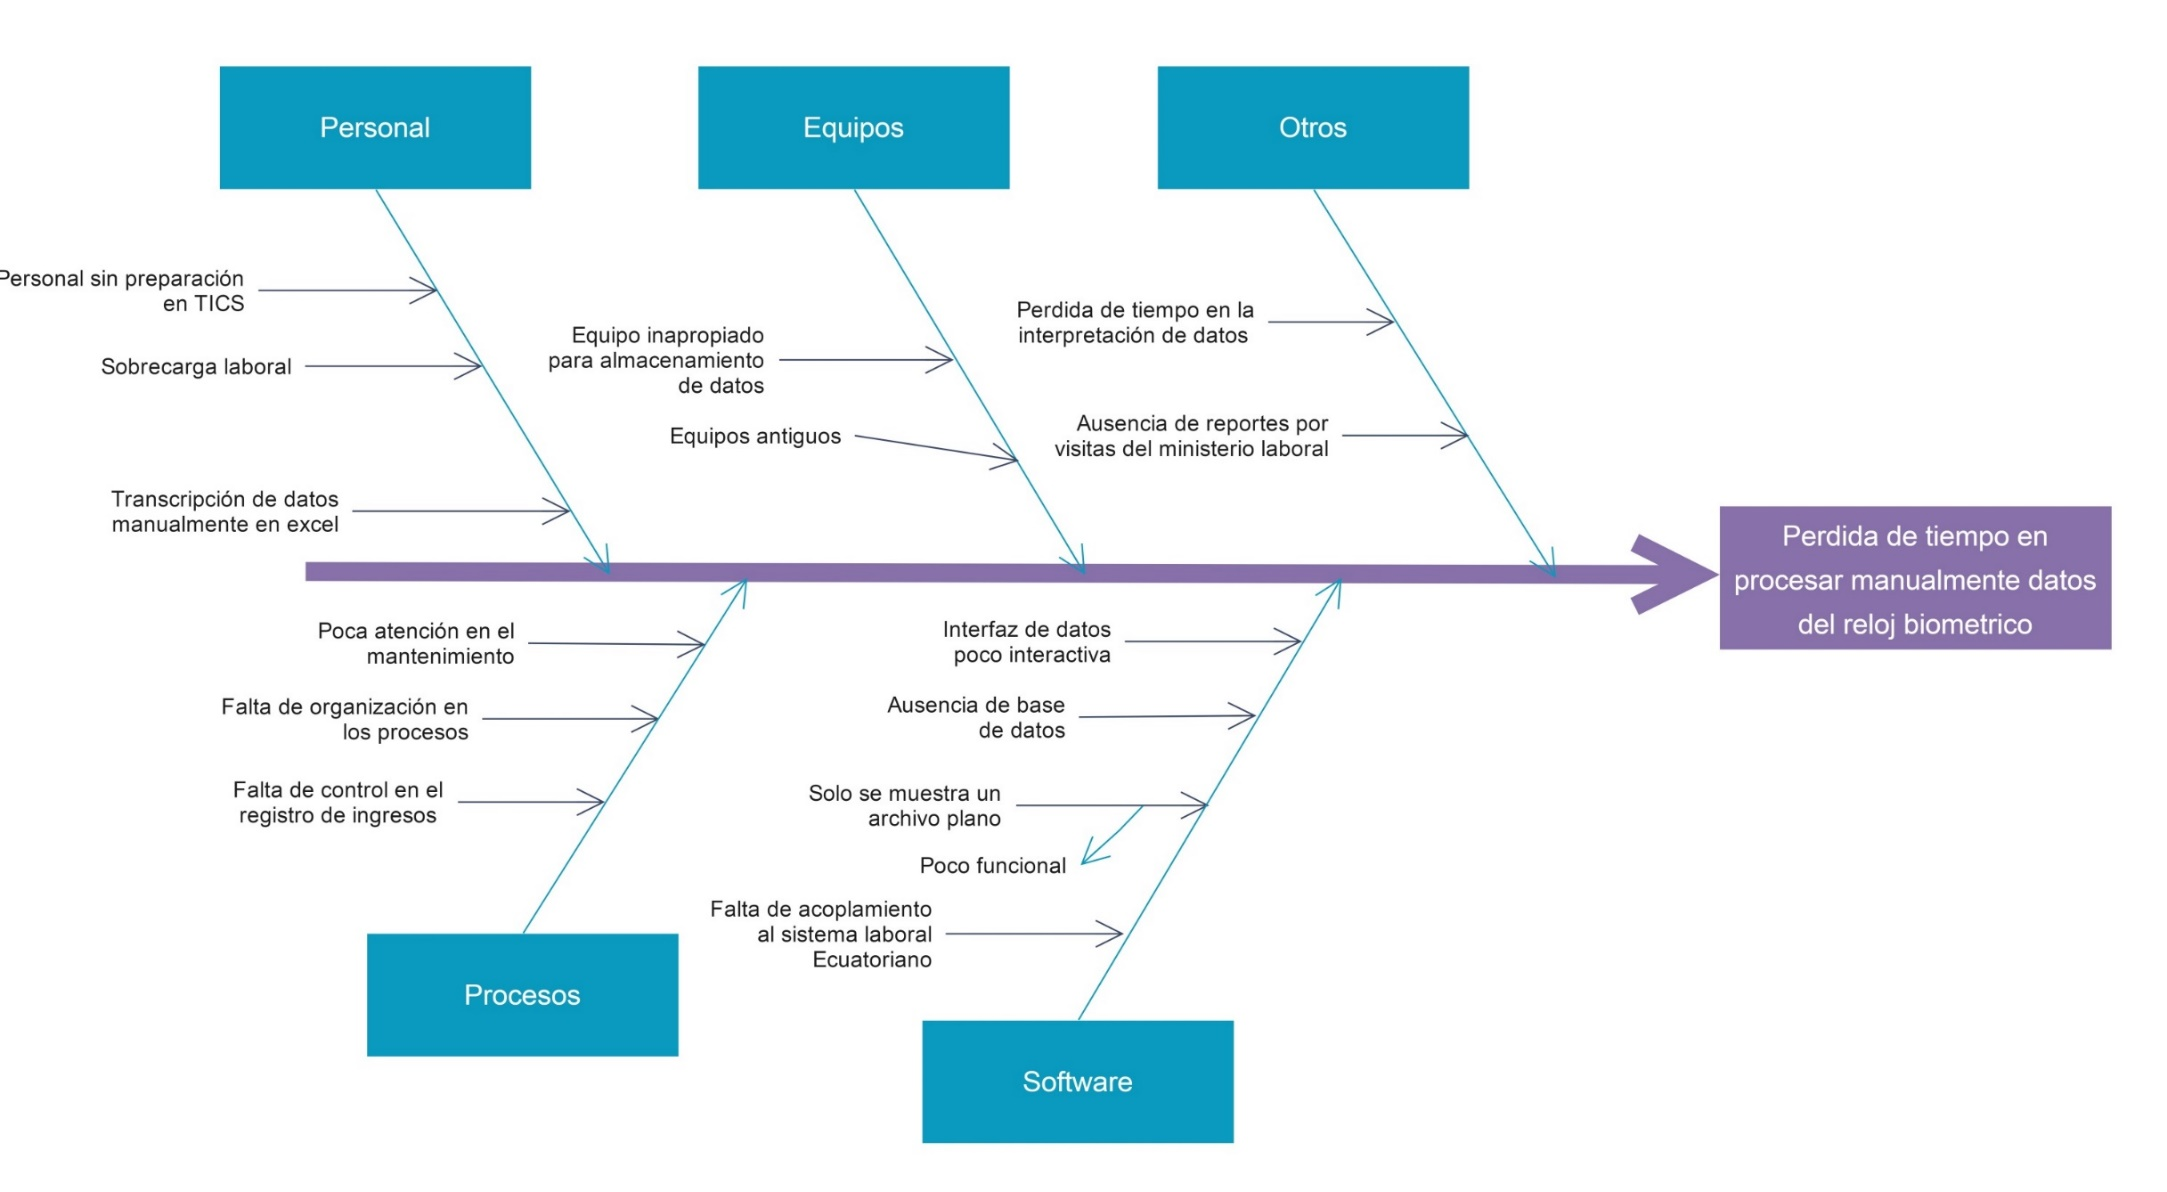 Personal
Equipos
Otros
Personal sin preparación
en TICS
Sobrecarga laboral
Transcripción de datos
manualmente en excel
Equipo inapropiado
para almacenamiento
de datos
Equipos antiguos
Perdida de tiempo en la
interpretación de datos
Ausencia de reportes por
visitas del ministerio laboral
Perdida de tiempo en
procesar manualmente datos
del reloj biometrico
Poca atención en el
mantenimiento
Falta de organización en
los procesos
Falta de control en el
registro de ingresos
Procesos
Interfaz de datos
poco interactiva
Ausencia de base
de datos
Solo se muestra un
archivo plano
Poco funcional
Falta de acoplamiento
al sistema laboral
Ecuatoriano
Software